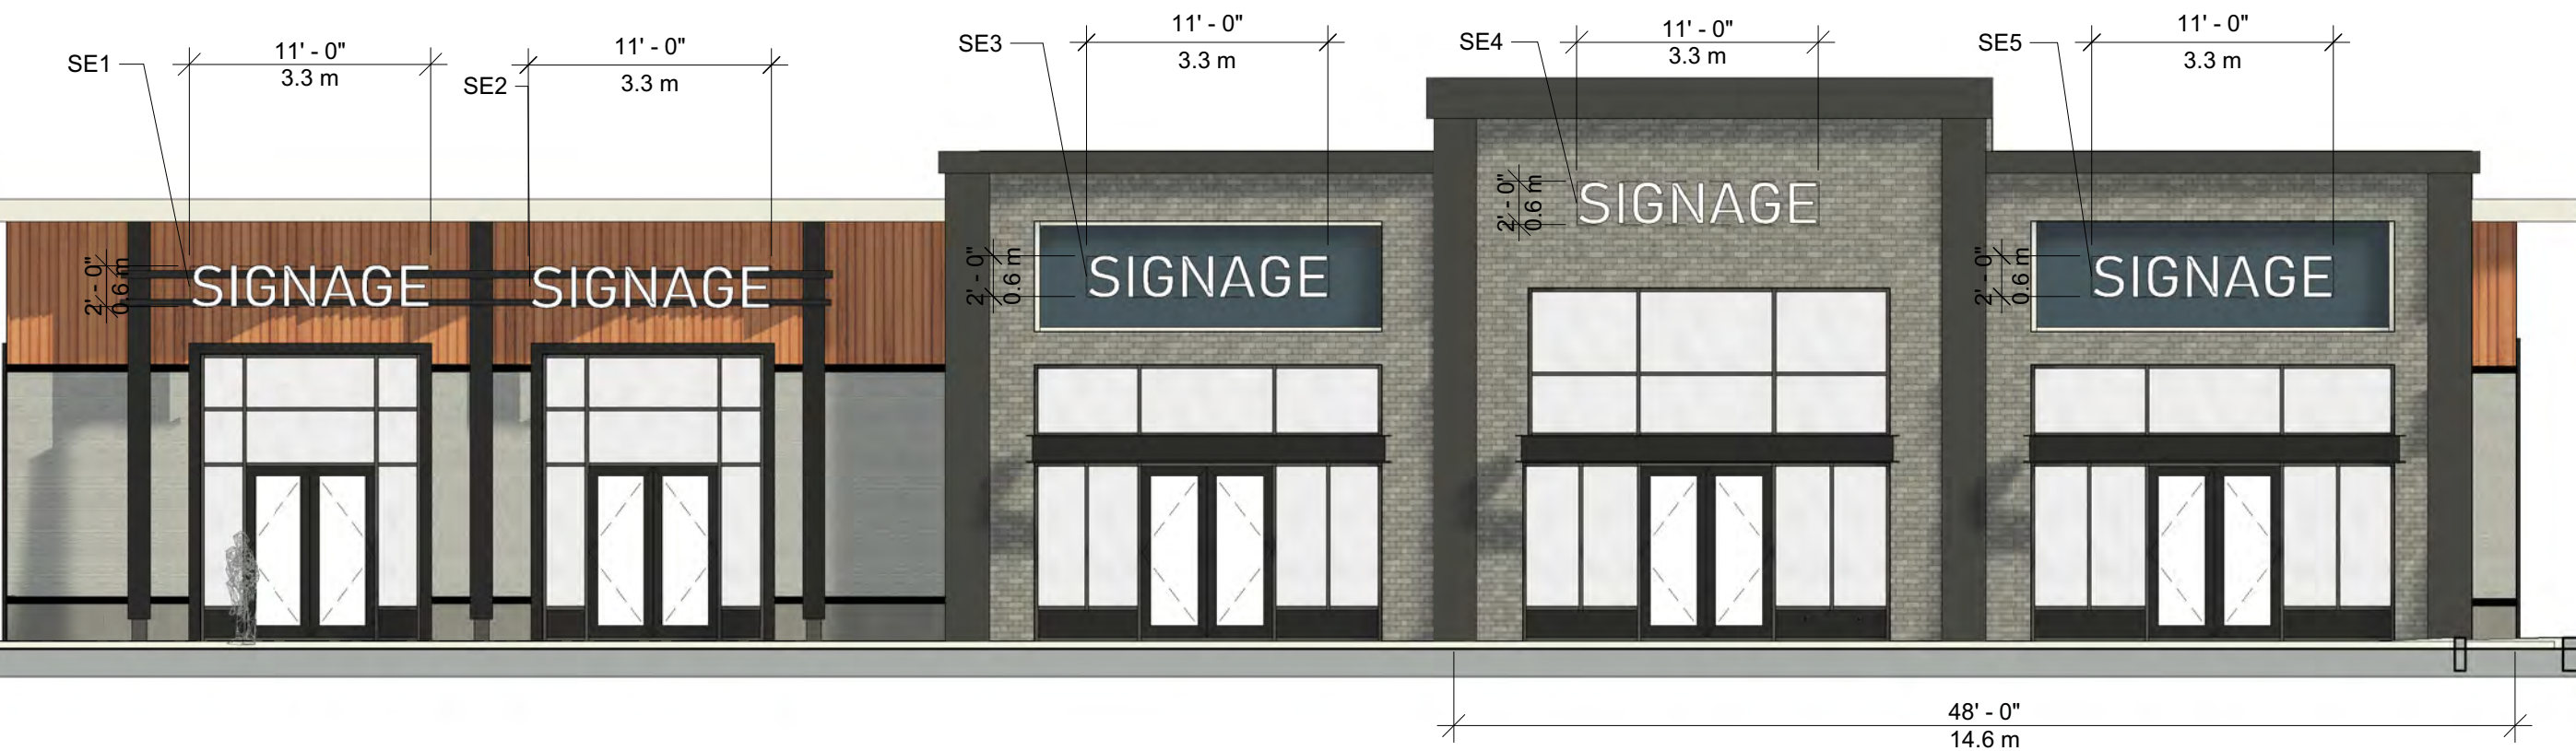 SE1
11' - 0"
3.3 m
SE2
11' - 0"
3.3 m
SE3
11' - 0"
3.3 m
SE4
11' - 0"
3.3 m
SE5
11' - 0"
3.3 m
2' - 0"
0.6 m
SIGNAGE
SIGNAGE
2' - 0"
0.6 m
SIGNAGE
2' - 0"
0.6 m
SIGNAGE
2' - 0"
0.6 m
SIGNAGE
48' - 0"
14.6 m